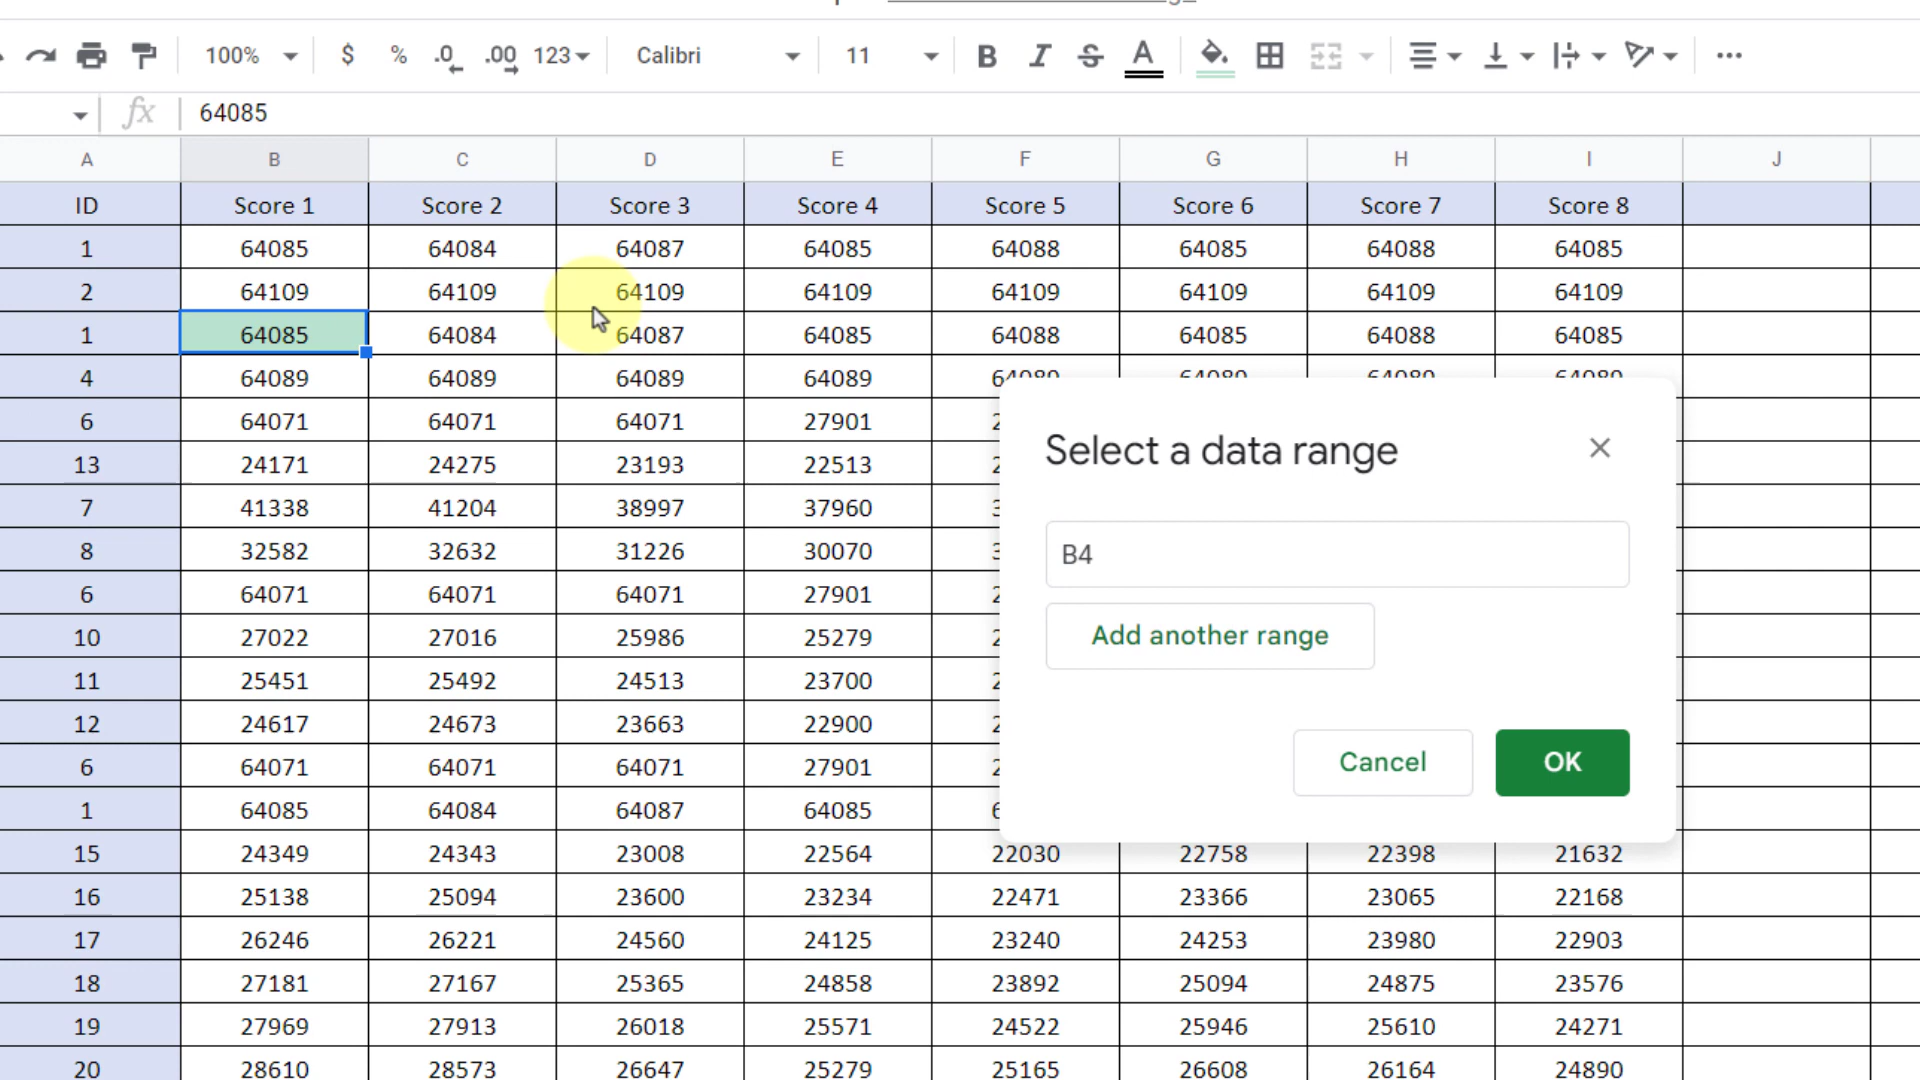 100% $ % .0 .00 123 Calibri 11 B I S A
fx 64085
A B C D E F G H I J
ID Score 1 Score 2 Score 3 Score 4 Score 5 Score 6 Score 7 Score 8
1 64085 64084 64087 64085 64088 64085 64088 64085
2 64109 64109 64109 64109 64109 64109 64109 64109
1 64085 64084 64087 64085 64088 64085 64088 64085
4 64089 64089 64089 64089 64089 64089 64089 64089
6 64071 64071 64071 27901
13 24171 24275 23193 22513
7 41338 41204 38997 37960
8 32582 32632 31226 30070
6 64071 64071 64071 27901
10 27022 27016 25986 25279
11 25451 25492 24513 23700
12 24617 24673 23663 22900
6 64071 64071 64071 27901
1 64085 64084 64087 64085
15 24349 24343 23008 22564 22030 22758 22398 21632
16 25138 25094 23600 23234 22471 23366 23065 22168
17 26246 26221 24560 24125 23240 24253 23980 22903
18 27181 27167 25365 24858 23892 25094 24875 23576
19 27969 27913 26018 25571 24522 25946 25610 24271
20 28610 28573 26647 25279 25165 26608 26164 24890
Select a data range
B4
Add another range
Cancel OK